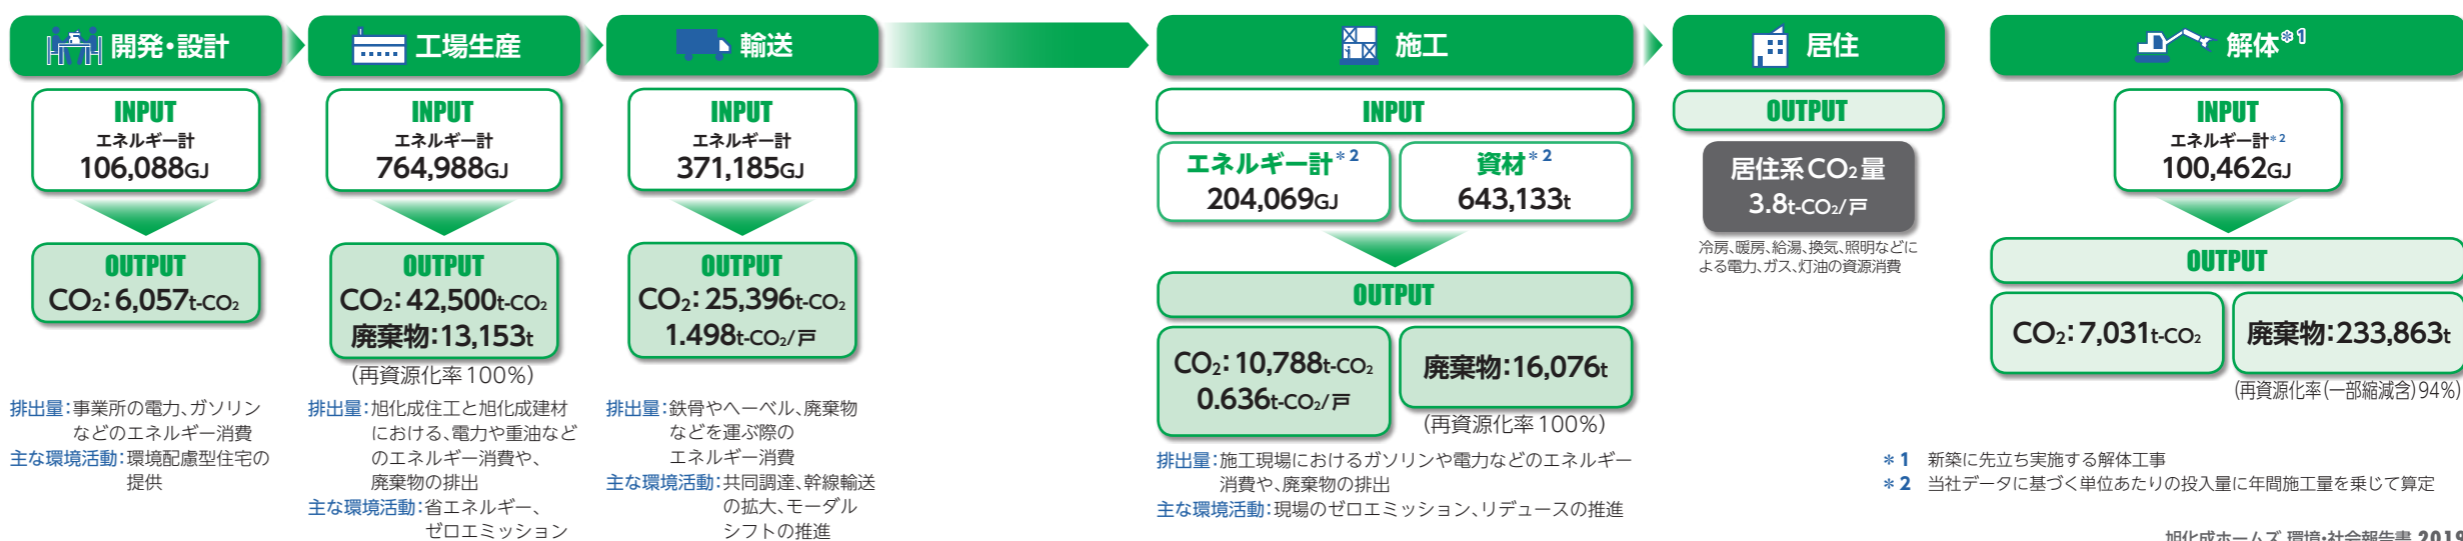 開発・設計
INPUT
エネルギー計
106,088GJ
OUTPUT
CO₂:6,057t-CO₂
排出量:事業所の電力、ガソリン
などのエネルギー消費
主な環境活動:環境配慮型住宅の
提供
工場生産
INPUT
エネルギー計
764,988GJ
OUTPUT
CO₂:42,500t-CO₂
廃棄物:13,153t
(再資源化率100%)
排出量:旭化成住工と旭化成建材
における、電力や重油など
のエネルギー消費や、
廃棄物の排出
主な環境活動:省エネルギー、
ゼロエミッション
輸送
INPUT
エネルギー計
371,185GJ
OUTPUT
CO₂:25,396t-CO₂
1.498t-CO₂/戸
排出量:鉄骨やヘーベル、廃棄物
などを運ぶ際の
エネルギー消費
主な環境活動:共同調達、幹線輸送
の拡大、モーダル
シフトの推進
施工
INPUT
エネルギー計*2
204,069GJ
資材*2
643,133t
OUTPUT
CO₂:10,788t-CO₂
0.636t-CO₂/戸
廃棄物:16,076t
(再資源化率100%)
排出量:施工現場におけるガソリンや電力などのエネルギー
消費や、廃棄物の排出
主な環境活動:現場のゼロエミッション、リデュースの推進
居住
OUTPUT
居住系CO₂量
3.8t-CO₂/戸
冷房、暖房、給湯、換気、照明などに
よる電力、ガス、灯油の資源消費
解体*1
INPUT
エネルギー計*2
100,462GJ
OUTPUT
CO₂:7,031t-CO₂
廃棄物:233,863t
(再資源化率(一部縮減含)94%)
*1 新築に先立ち実施する解体工事
*2 当社データに基づく単位あたりの投入量に年間施工量を乗じて算定
旭化成ホームズ 環境・社会報告書 2019